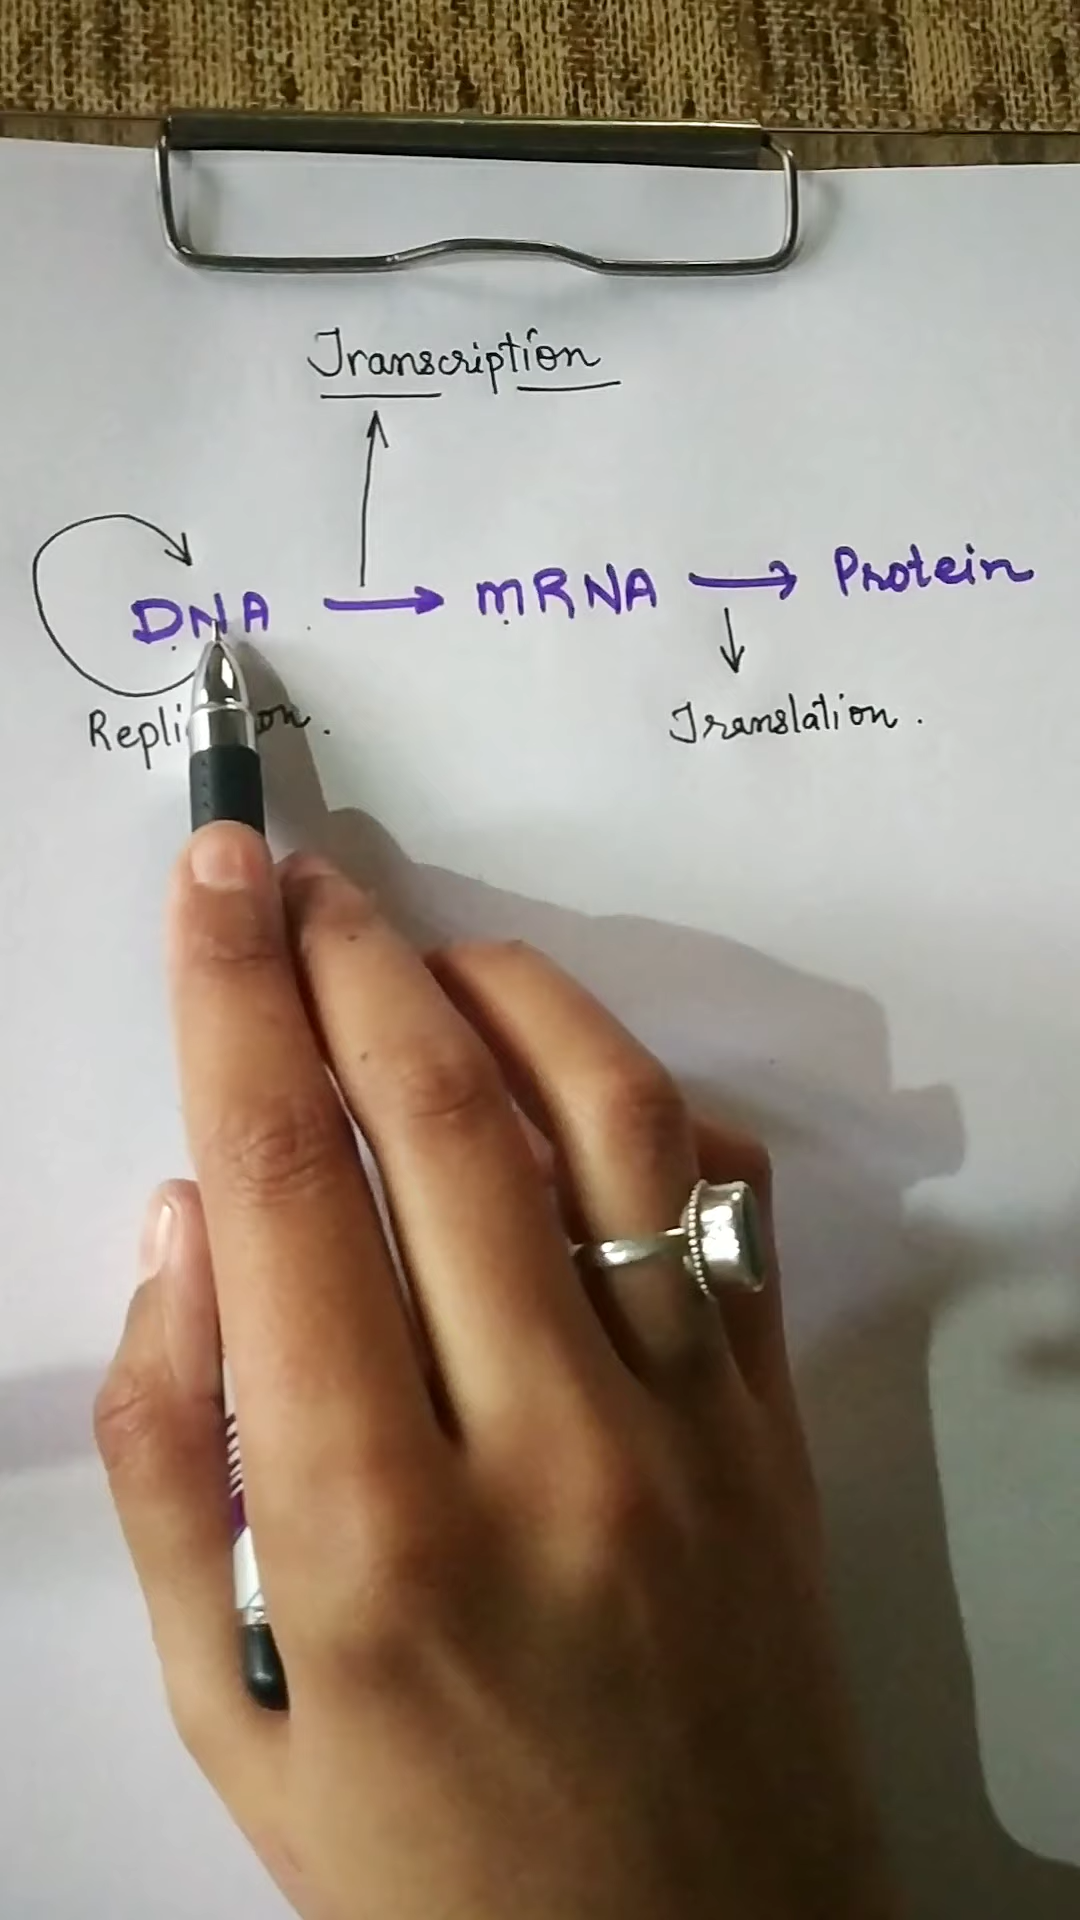 Transcription
DNA → mRNA → Protein
Translation.